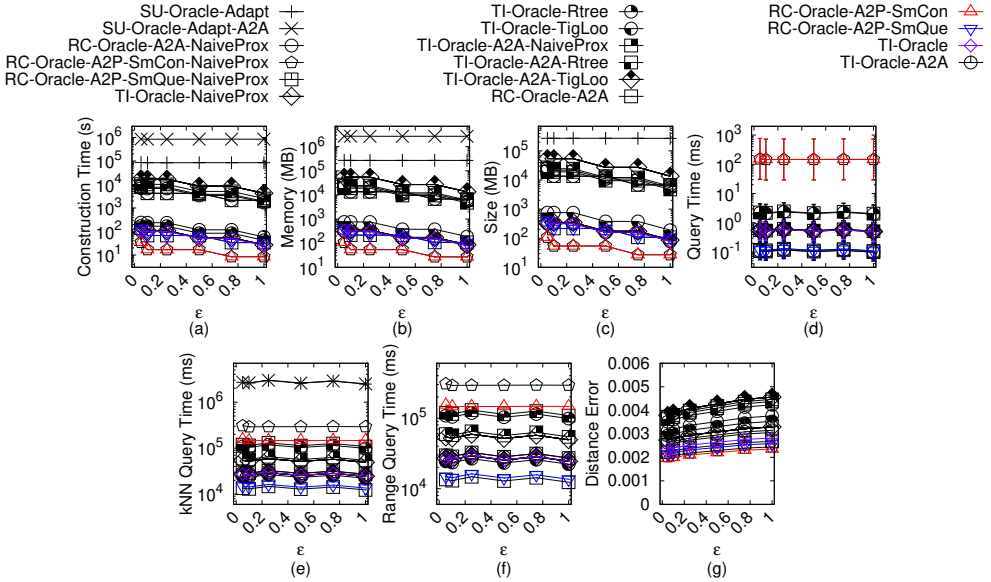 SU-Oracle-Adapt
SU-Oracle-Adapt-A2A
RC-Oracle-A2A-NaiveProx
RC-Oracle-A2P-SmCon-NaiveProx
RC-Oracle-A2P-SmQue-NaiveProx
TI-Oracle-NaiveProx
TI-Oracle-Rtree
TI-Oracle-TigLoo
TI-Oracle-A2A-NaiveProx
TI-Oracle-A2A-Rtree
TI-Oracle-A2A-TigLoo
RC-Oracle-A2A
RC-Oracle-A2P-SmCon
RC-Oracle-A2P-SmQue
TI-Oracle
TI-Oracle-A2A
Construction Time (s)
10^6
10^5
10^4
10^3
10^2
10^1
0 0.2 0.4 0.6 0.8 1
ε
(a)
Memory (MB)
10^6
10^5
10^4
10^3
10^2
10^1
0 0.2 0.4 0.6 0.8 1
ε
(b)
Size (MB)
10^5
10^4
10^3
10^2
10^1
0 0.2 0.4 0.6 0.8 1
ε
(c)
Query Time (ms)
10^3
10^2
10^1
10^0
10^-1
0 0.2 0.4 0.6 0.8 1
ε
(d)
kNN Query Time (ms)
10^6
10^5
10^4
0 0.2 0.4 0.6 0.8 1
ε
(e)
Range Query Time (ms)
10^5
10^4
0 0.2 0.4 0.6 0.8 1
ε
(f)
Distance Error
0.006
0.005
0.004
0.003
0.002
0
0 0.2 0.4 0.6 0.8 1
ε
(g)